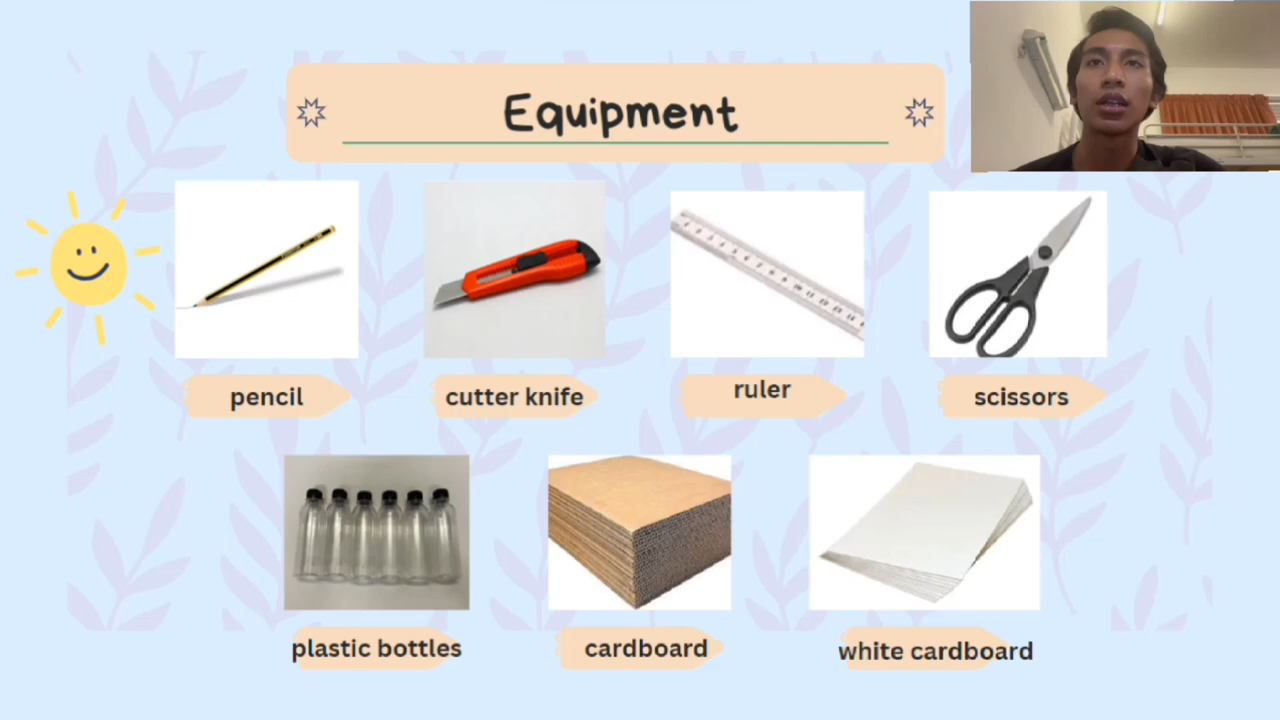 Equipment
pencil
cutter knife
ruler
scissors
plastic bottles
cardboard
white cardboard